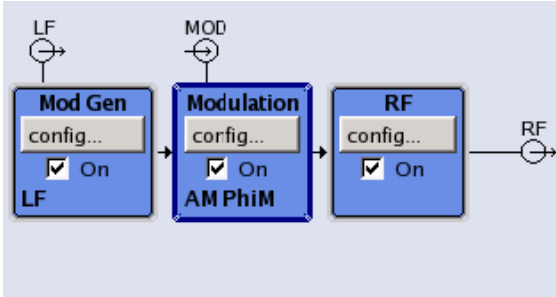 LF
MOD
Mod Gen
config...
On
LF
Modulation
config...
On
AM PhiM
RF
config...
On
RF